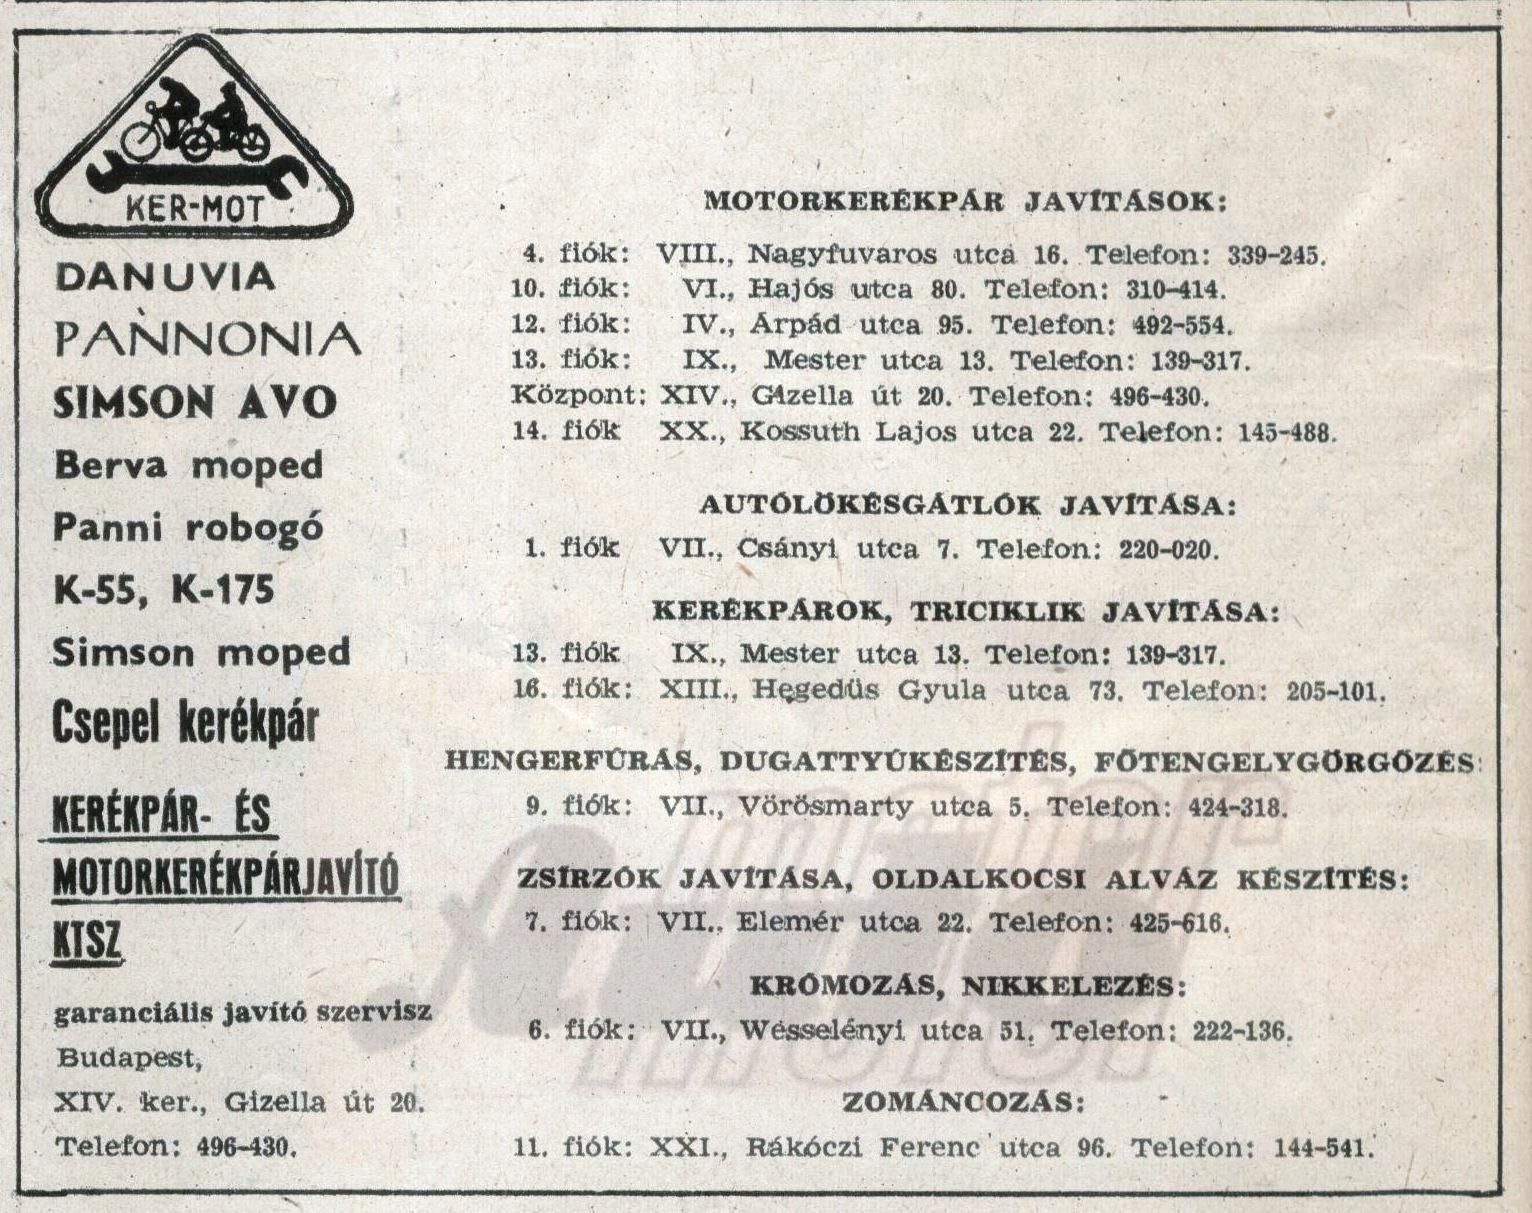 KER-MOT
DANUVIA
PANNONIA
SIMSON AVO
Berva moped
Panni robogó
K-55, K-175
Simson moped
Csepel kerékpár
KERÉKPÁR- ÉS
MOTORKERÉKPÁRJAVÍTÓ
KTSZ
garanciális javító szervisz
Budapest,
XIV. ker., Gizella út 20.
Telefon: 496-430.
MOTORKERÉKPÁR JAVÍTÁSOK:
4. fiók: VIII., Nagyfuvaros utca 16. Telefon: 339-245.
10. fiók: VI., Hajós utca 80. Telefon: 310-414.
12. fiók: IV., Árpád utca 95. Telefon: 492-554.
13. fiók: IX., Mester utca 13. Telefon: 139-317.
Központ: XIV., Gizella út 20. Telefon: 496-430.
14. fiók XX., Kossuth Lajos utca 22. Telefon: 145-488.
AUTÓLÖKÉSGÁTLÓK JAVÍTÁSA:
1. fiók VII., Csányi utca 7. Telefon: 220-020.
KERÉKPÁROK, TRICIKLIK JAVÍTÁSA:
13. fiók IX., Mester utca 13. Telefon: 139-317.
16. fiók: XIII., Hegedűs Gyula utca 73. Telefon: 205-101.
HENGERFÚRÁS, DUGATTYÚKÉSZÍTÉS, FŐTENGELYGÖRGŐZÉS:
9. fiók: VII., Vörösmarty utca 5. Telefon: 424-318.
ZSÍRZÓK JAVÍTÁSA, OLDALKOCSI ALVÁZ KÉSZÍTÉS:
7. fiók: VII., Elemér utca 22. Telefon: 425-616.
KRÓMOZÁS, NIKKELEZÉS:
6. fiók: VII., Wesselényi utca 51. Telefon: 222-136.
ZOMÁNCOZÁS:
11. fiók: XXI., Rákóczi Ferenc utca 96. Telefon: 144-541.